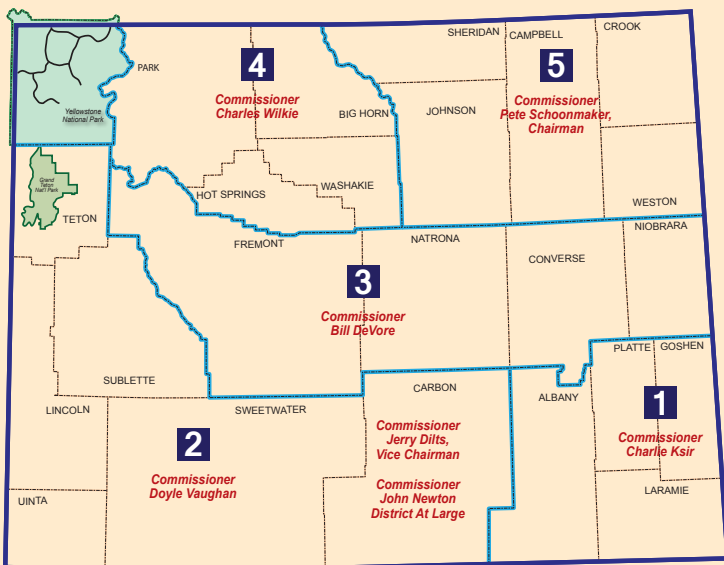 SHERIDAN
CAMPBELL
CROOK
PARK
4
5
Commissioner
Charles Wilkie
Commissioner
Pete Schoonmaker,
Chairman
BIG HORN
JOHNSON
Yellowstone
National Park
Grand
Teton
Nat'l Park
TETON
HOT SPRINGS
WASHAKIE
WESTON
NIOBRARA
FREMONT
NATRONA
CONVERSE
3
Commissioner
Bill DeVore
PLATTE
GOSHEN
SUBLETTE
CARBON
ALBANY
LINCOLN
SWEETWATER
1
Commissioner
Charlie Ksir
2
Commissioner
Doyle Vaughan
Commissioner
Jerry Dilts,
Vice Chairman
Commissioner
John Newton
District At Large
UINTA
LARAMIE